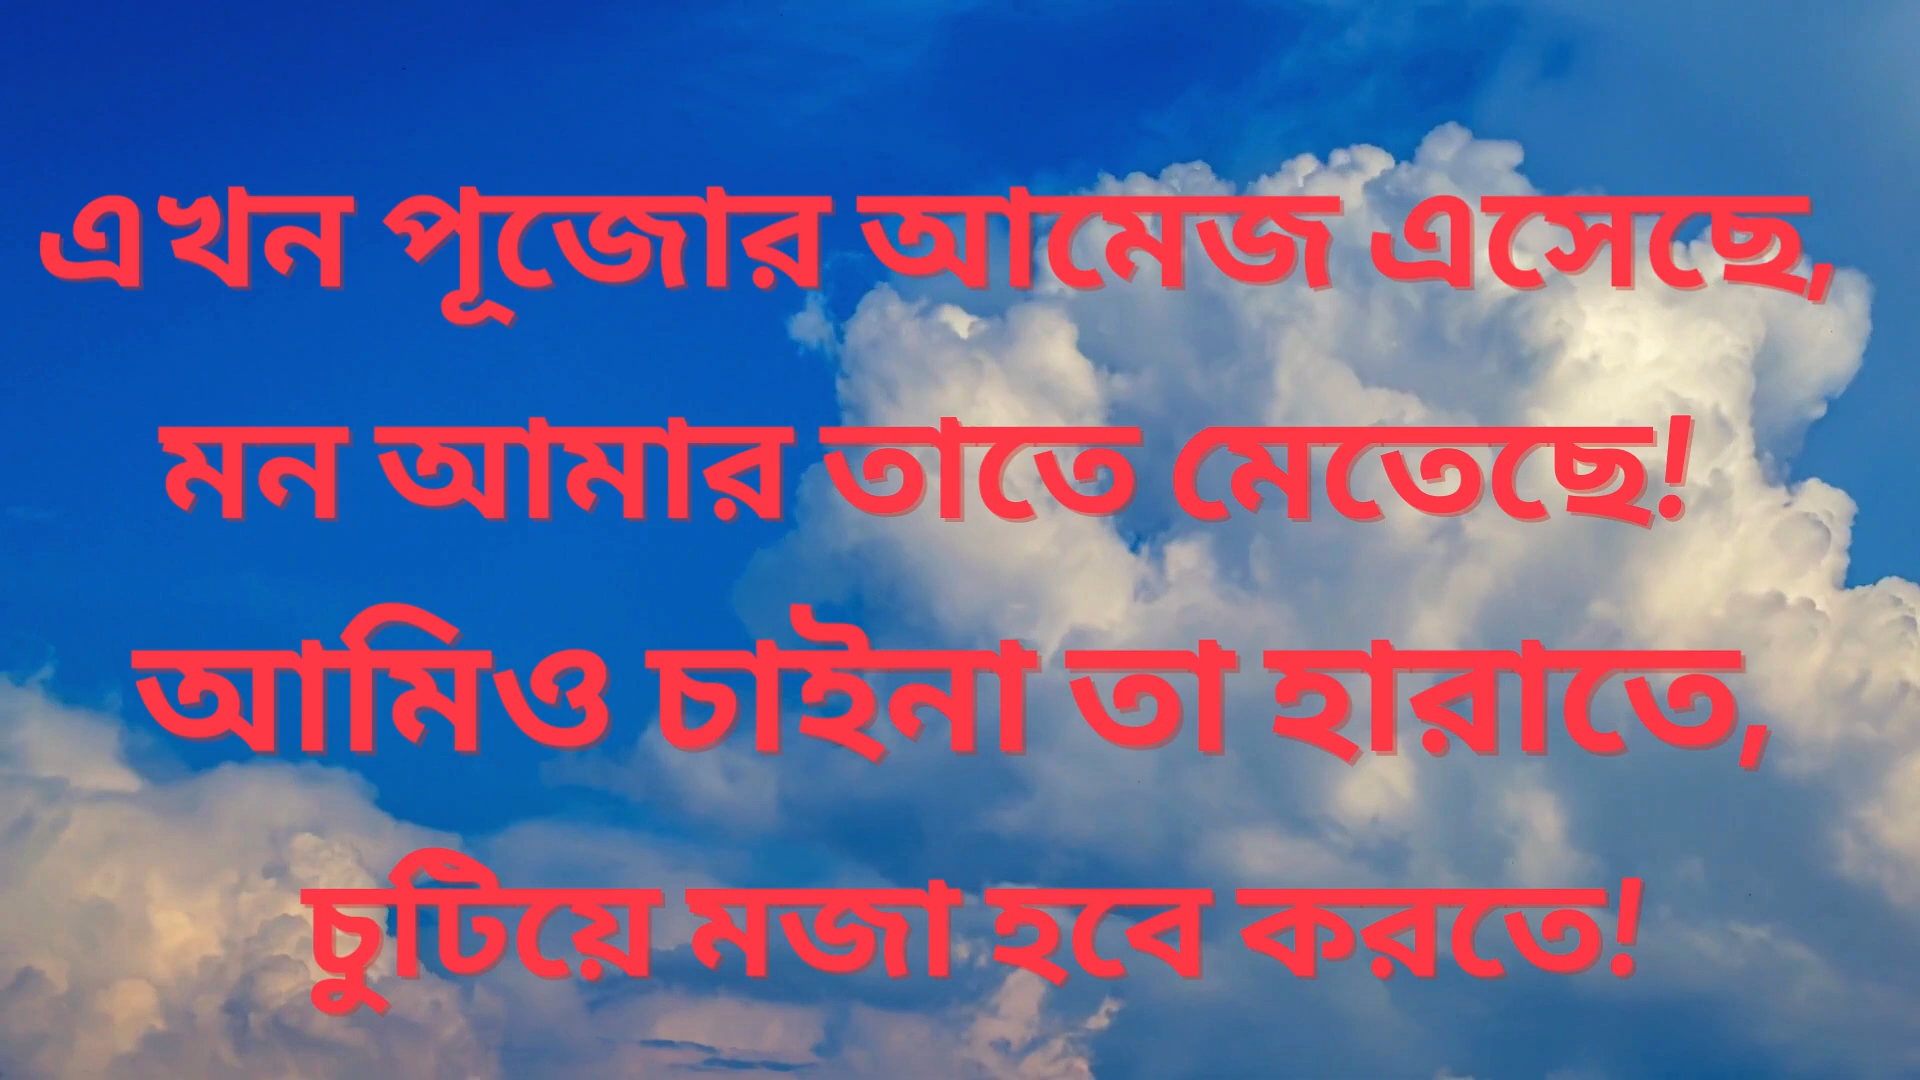 এখন পূজোর আমেজ এসেছে,
মন আমার তাতে মেতেছে!
আমিও চাইনা তা হারাতে,
চুটিয়ে মজা হবে করতে!